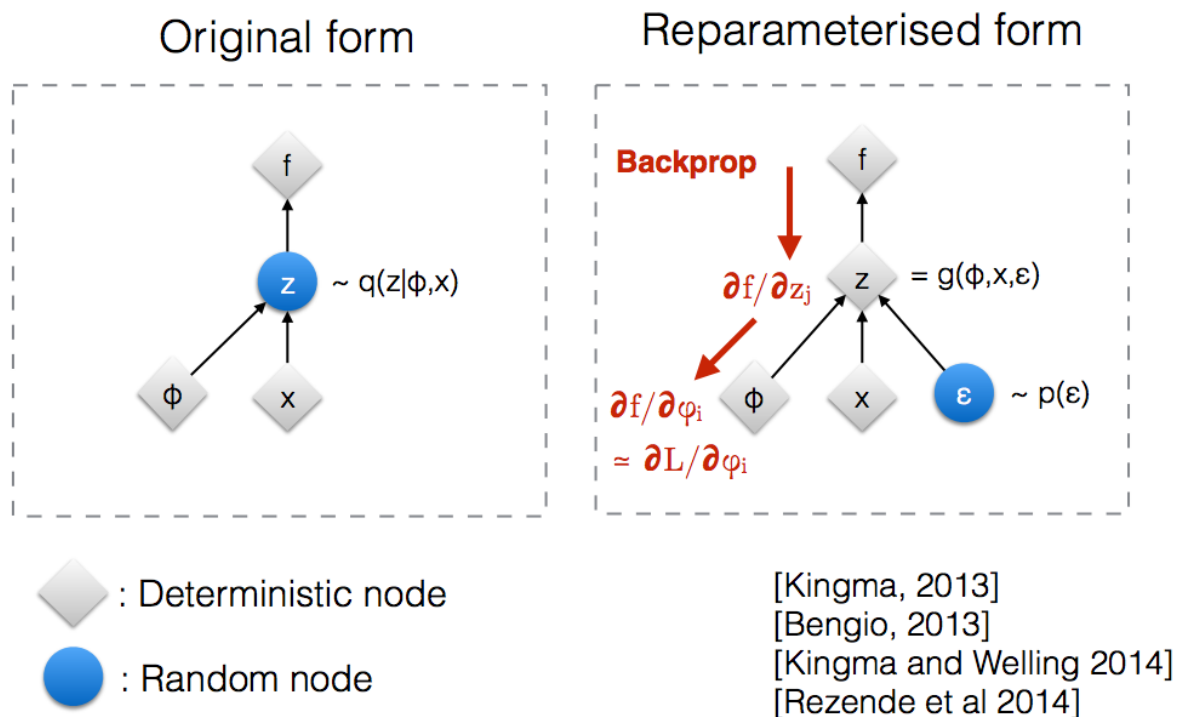 Original form
f
z ~ q(z|ϕ,x)
ϕ x
: Deterministic node
: Random node
Reparameterised form
Backprop f
∂f/∂zⱼ z = g(ϕ,x,ε)
∂f/∂φᵢ ϕ x ε ~ p(ε)
≃ ∂L/∂φᵢ
[Kingma, 2013]
[Bengio, 2013]
[Kingma and Welling 2014]
[Rezende et al 2014]